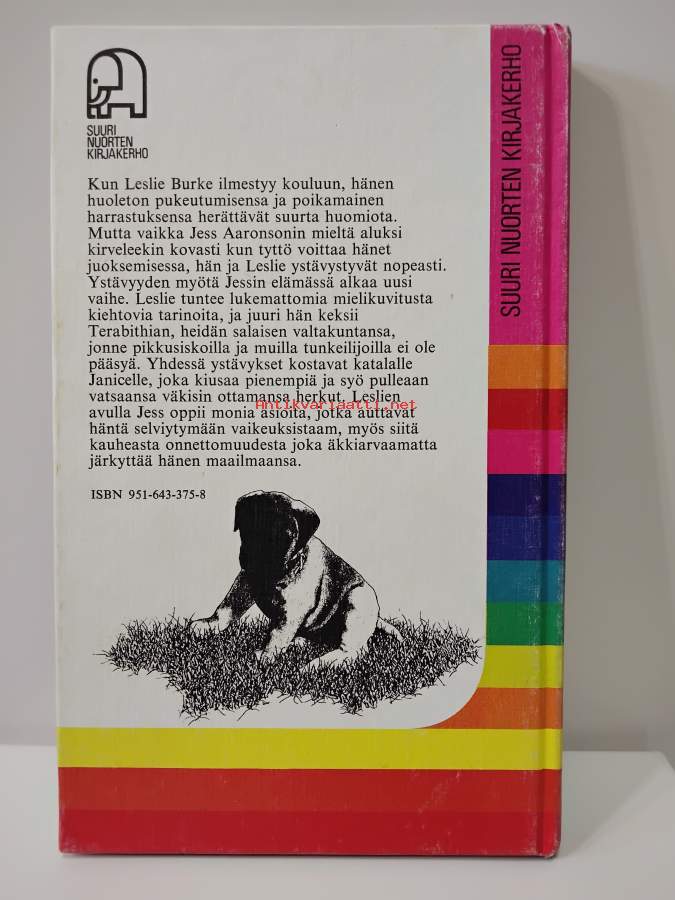 SUURI
NUORTEN
KIRJAKERHO
Kun Leslie Burke ilmestyy kouluun, hänen
huoleton pukeutumisensa ja poikamainen
harrastuksensa herättävät suurta huomiota.
Mutta vaikka Jess Aaronsonin mieltä aluksi
kirveleekin kovasti kun tyttö voittaa hänet
juoksemisessa, hän ja Leslie ystävystyvät nopeasti.
Ystävyyden myötä Jessin elämässä alkaa uusi
vaihe. Leslie tuntee lukemattomia mielikuvitusta
kiehtovia tarinoita, ja juuri hän keksii
Terabithian, heidän salaisen valtakuntansa,
jonne pikkusiskoilla ja muilla tunkeilijoilla ei ole
pääsyä. Yhdessä ystävykset kostavat katalalle
Janicelle, joka kiusaa pienempiä ja syö pulleaan
vatsaansa väkisin ottamansa herkut. Leslien
Antikvariaatti.net
avulla Jess oppii monia asioita, jotka auttavat
häntä selviytymään vaikeuksistaam, myös siitä
kauheasta onnettomuudesta joka äkkiarvaamatta
järkyttää hänen maailmaansa.
ISBN 951-643-375-8
SUURI NUORTEN KIRJAKERHO